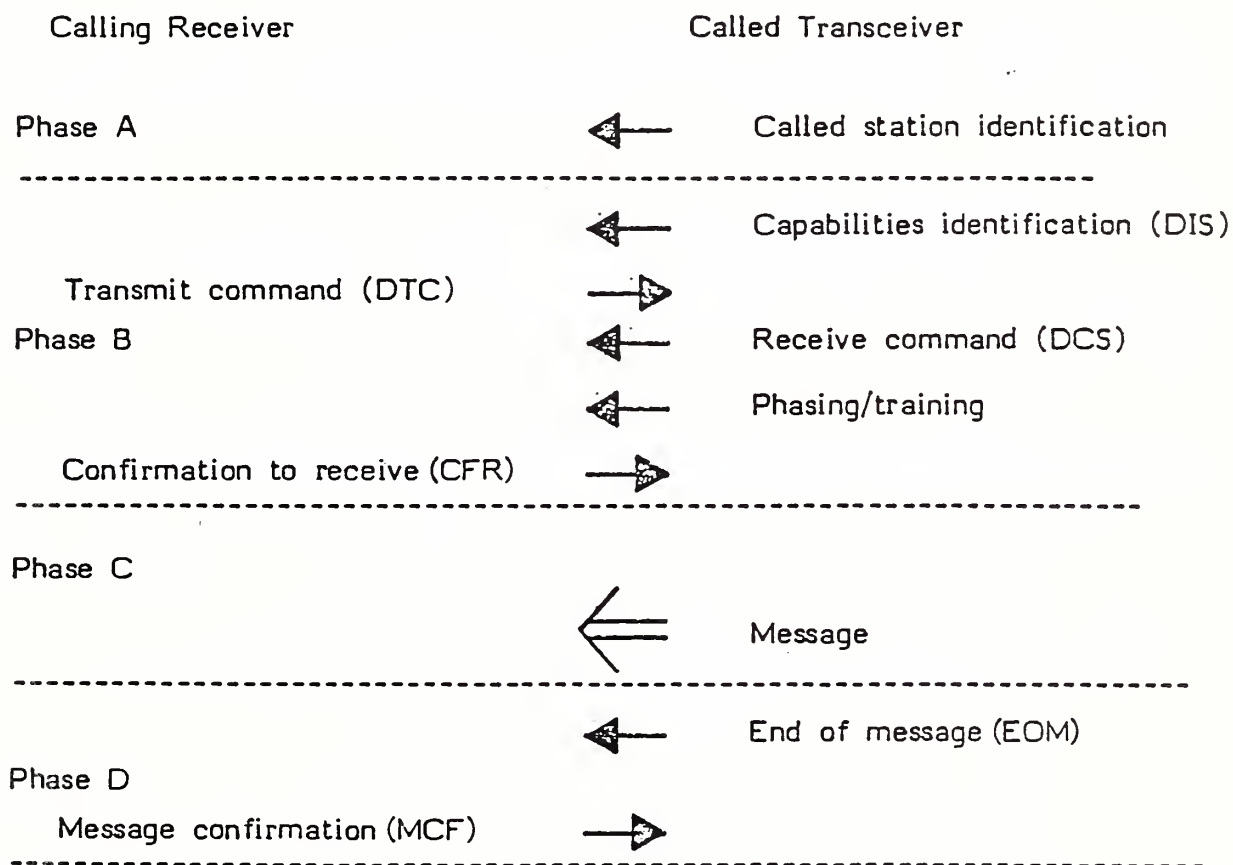 Calling Receiver Called Transceiver
Phase A Called station identification
Capabilities identification (DIS)
Transmit command (DTC)
Phase B Receive command (DCS)
Phasing/training
Confirmation to receive (CFR)
Phase C
Message
End of message (EOM)
Phase D
Message confirmation (MCF)